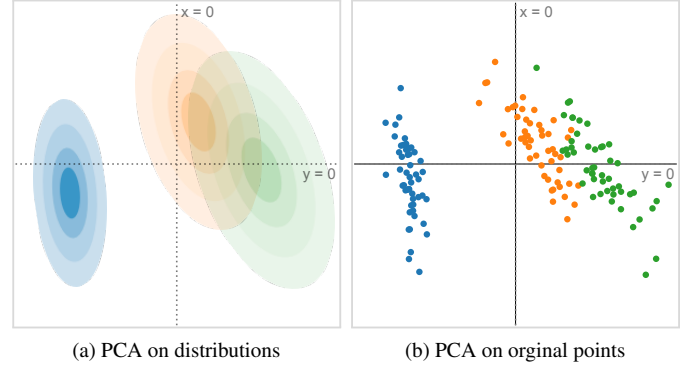 x = 0
y = 0
(a) PCA on distributions
x = 0
y = 0
(b) PCA on orginal points